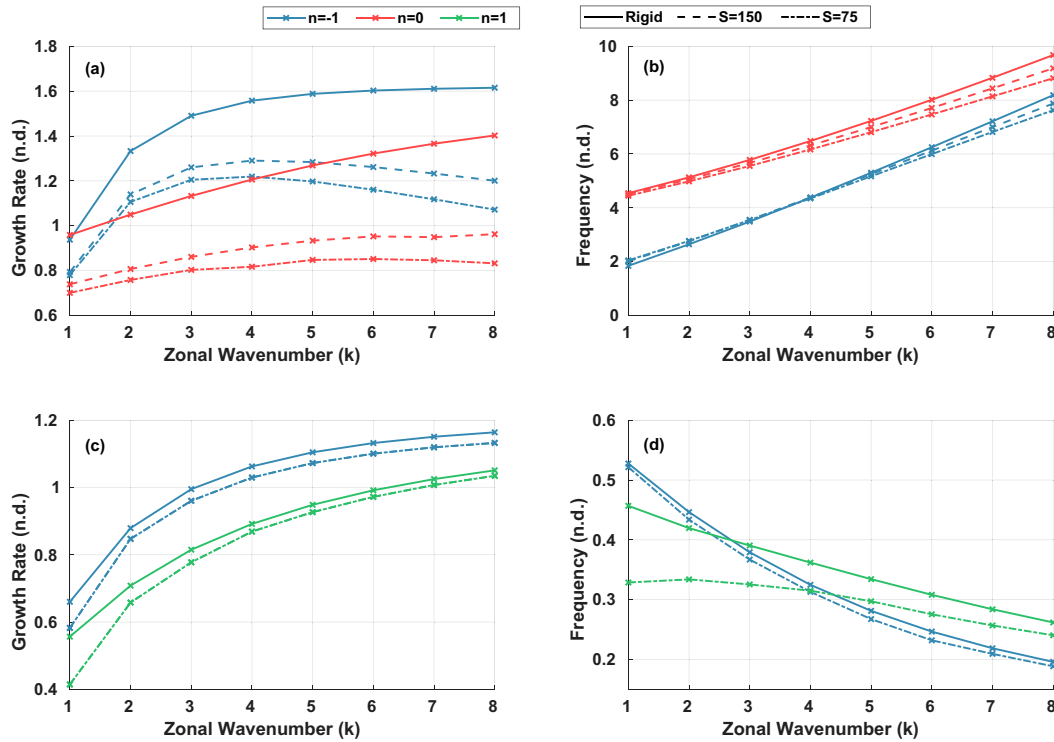 n=-1 n=0 n=1
Rigid S=150 S=75
(a)
1.8
1.6
1.4
1.2
1
0.8
0.6
Growth Rate (n.d.)
1 2 3 4 5 6 7 8
Zonal Wavenumber (k)
(b)
10
8
6
4
2
0
Frequency (n.d.)
1 2 3 4 5 6 7 8
Zonal Wavenumber (k)
(c)
1.2
1
0.8
0.6
0.4
Growth Rate (n.d.)
1 2 3 4 5 6 7 8
Zonal Wavenumber (k)
(d)
0.6
0.5
0.4
0.3
0.2
Frequency (n.d.)
1 2 3 4 5 6 7 8
Zonal Wavenumber (k)